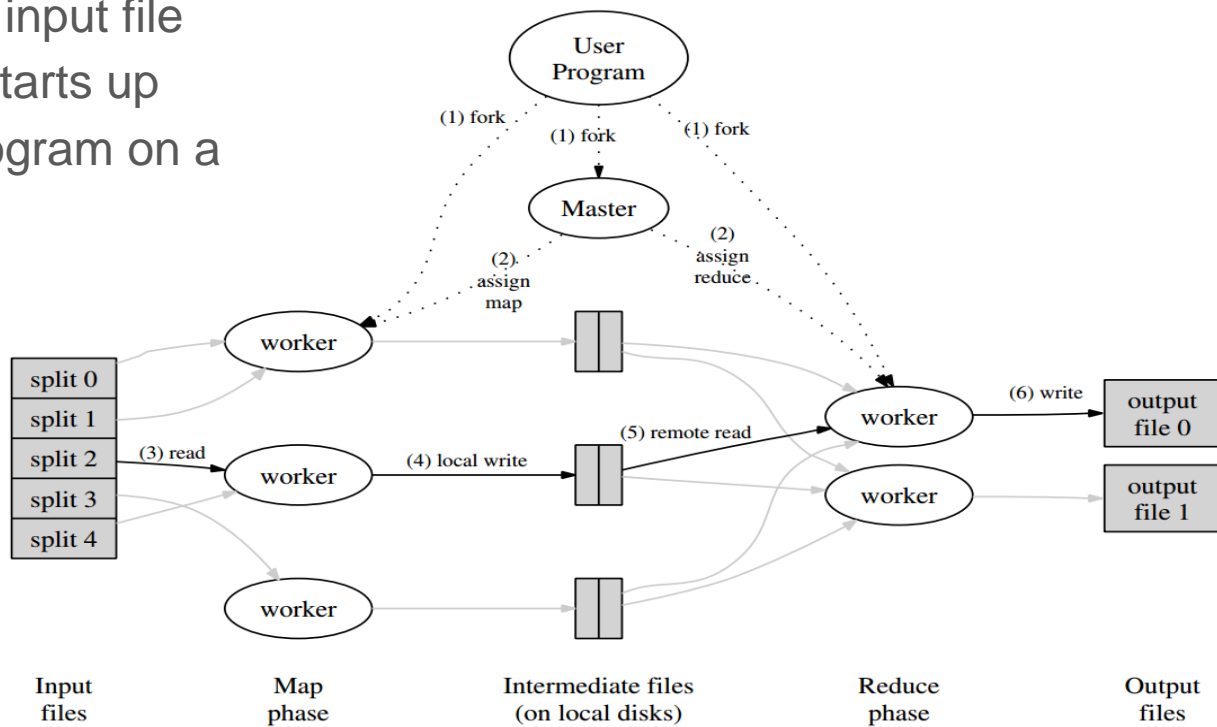 input file
tarts up
ogram on a
User
Program
(1) fork
(1) fork
(1) fork
Master
(2)
assign
map
(2)
assign
reduce
worker
split 0
split 1
split 2
split 3
split 4
(3) read
worker
(4) local write
(5) remote read
worker
(6) write
output
file 0
worker
output
file 1
worker
Input
files
Map
phase
Intermediate files
(on local disks)
Reduce
phase
Output
files